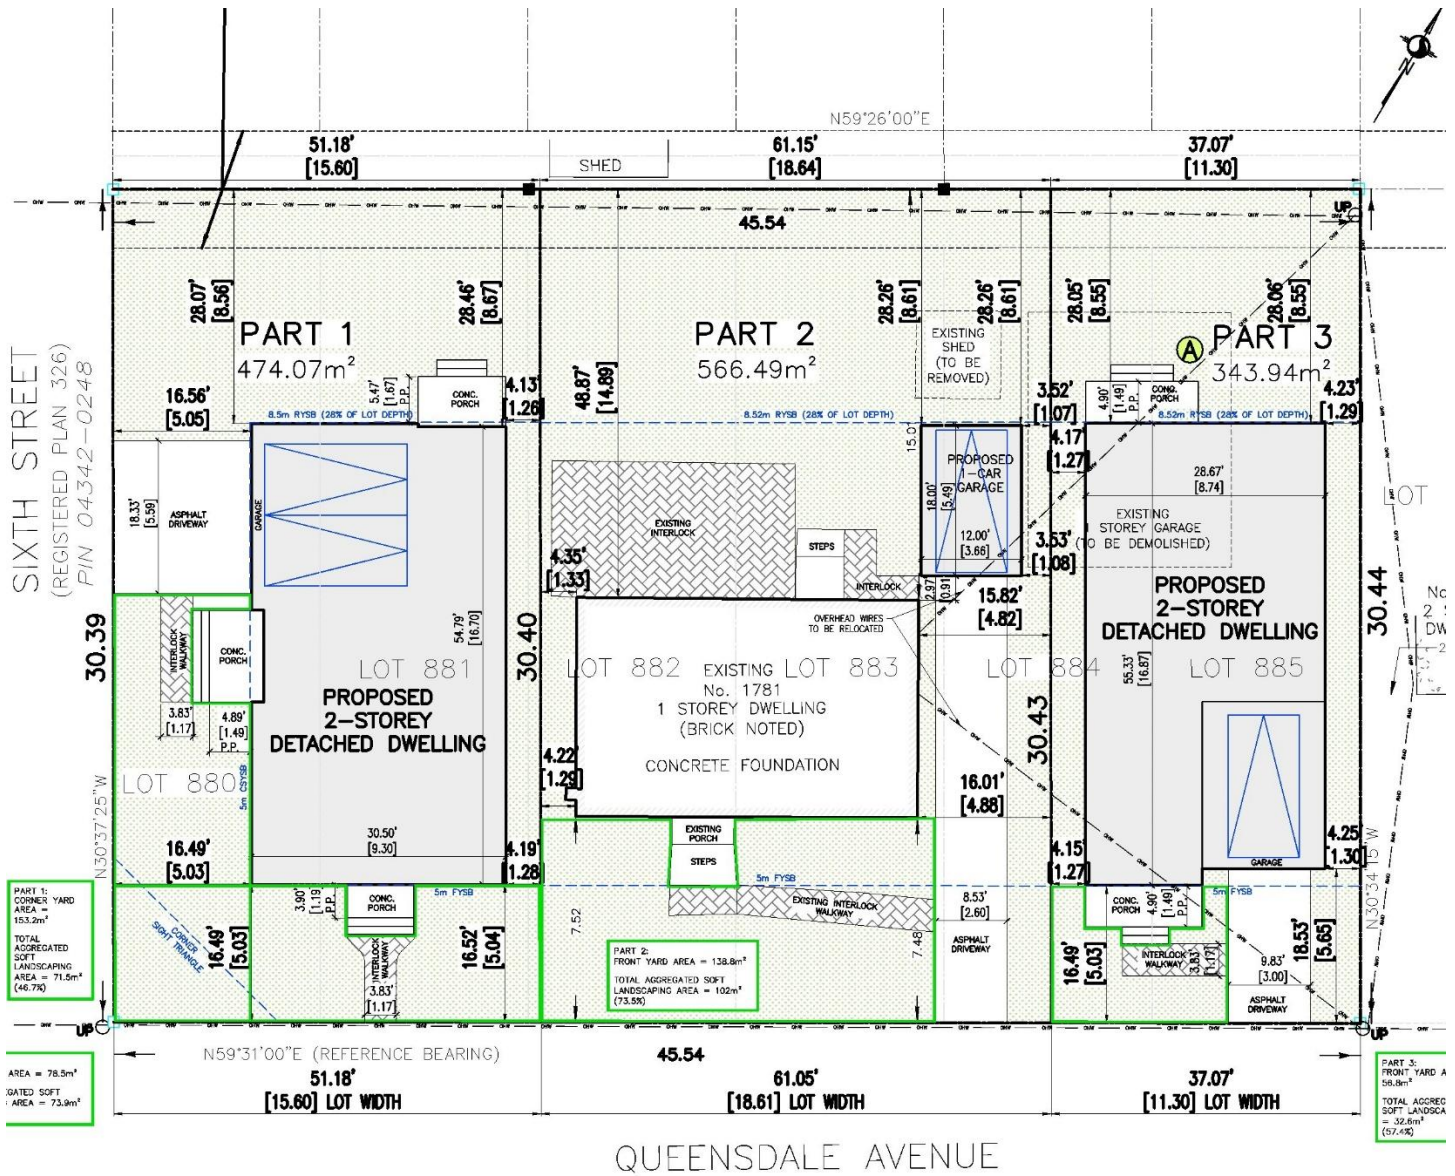 N
N59°26'00"E
51.18'
[15.60]
SHED
61.15'
[18.64]
37.07'
[11.30]
45.54
UP
28.07'
[8.56]
28.46'
[8.67]
28.26'
[8.61]
28.26'
[8.61]
28.05'
[8.55]
28.06'
[8.55]
PART 1
474.07m²
PART 2
566.49m²
EXISTING
SHED
(TO BE
REMOVED)
A
PART 3
343.94m²
SIXTH STREET
(REGISTERED PLAN 326)
PIN 04342-0248
16.56'
[5.05]
5.47'
[1.67]
P.P.
CONC.
PORCH
4.13'
[1.26]
48.87'
[14.89]
3.52'
[1.07]
4.90'
[1.49]
P.P.
CONC.
PORCH
4.23'
[1.29]
8.5m RYSB (28% OF LOT DEPTH)
8.52m RYSB (28% OF LOT DEPTH)
8.52m RYSB (28% OF LOT DEPTH)
15.01
4.17'
[1.27]
PROPOSED
1-CAR
GARAGE
28.67'
[8.74]
LOT
18.33'
[5.59]
ASPHALT
DRIVEWAY
GARAGE
EXISTING
INTERLOCK
18.00'
[5.49]
12.00'
[3.66]
EXISTING
1 STOREY GARAGE
(TO BE DEMOLISHED)
STEPS
3.53'
[1.08]
4.35'
[1.33]
INTERLOCK
2.97'
[0.91]
15.82'
[4.82]
PROPOSED
2-STOREY
DETACHED DWELLING
30.39
54.79'
[16.70]
30.40
OVERHEAD WIRES
TO BE RELOCATED
30.44
INTERLOCK
WALKWAY
CONC.
PORCH
LOT 881
LOT 882
LOT 883
LOT 884
LOT 885
EXISTING
No. 1781
1 STOREY DWELLING
(BRICK NOTED)
CONCRETE FOUNDATION
55.33'
[16.87]
PROPOSED
2-STOREY
DETACHED DWELLING
3.83'
[1.17]
4.89'
[1.49]
P.P.
30.43
LOT 880
5m CSYSB
4.22'
[1.29]
16.01'
[4.88]
N30°37'25"W
16.49'
[5.03]
30.50'
[9.30]
4.19'
[1.28]
EXISTING
PORCH
STEPS
4.15'
[1.27]
GARAGE
4.25'
[1.30]
N30°34'15"W
5m FYSB
5m FYSB
5m FYSB
PART 1:
CORNER YARD
AREA =
153.2m²
TOTAL
AGGREGATED
SOFT
LANDSCAPING
AREA = 71.5m²
(46.7%)
CORNER
SIGHT TRIANGLE
16.49'
[5.03]
3.90'
[1.19]
P.P.
CONC.
PORCH
INTERLOCK
WALKWAY
3.83'
[1.17]
16.52'
[5.04]
7.52
EXISTING INTERLOCK
WALKWAY
7.48
8.53'
[2.60]
ASPHALT
DRIVEWAY
PART 2:
FRONT YARD AREA = 138.8m²
TOTAL AGGREGATED SOFT
LANDSCAPING AREA = 102m²
(73.5%)
16.49'
[5.03]
CONC.
PORCH
4.90'
[1.49]
P.P.
INTERLOCK
WALKWAY
3.83'
[1.17]
9.83'
[3.00]
18.53'
[5.65]
ASPHALT
DRIVEWAY
UP
UP
N59°31'00"E (REFERENCE BEARING)
45.54
AREA = 78.5m²
GATED SOFT
AREA = 73.9m²
51.18'
[15.60] LOT WIDTH
61.05'
[18.61] LOT WIDTH
37.07'
[11.30] LOT WIDTH
PART 3:
FRONT YARD A
56.8m²
TOTAL AGGREG
SOFT LANDSCA
= 32.6m²
(57.4%)
QUEENSDALE AVENUE